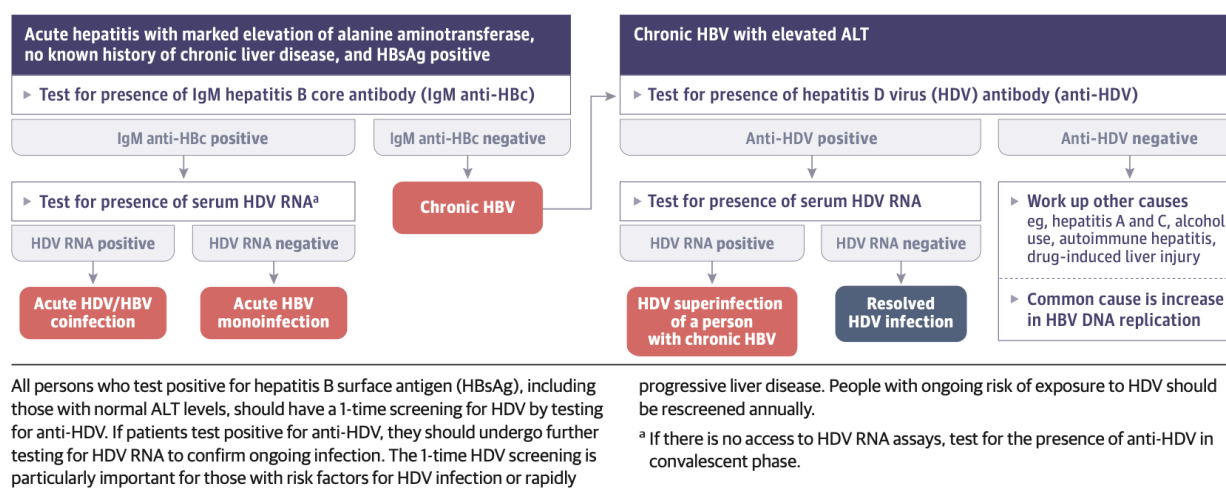 Acute hepatitis with marked elevation of alanine aminotransferase,
no known history of chronic liver disease, and HBsAg positive
▶ Test for presence of IgM hepatitis B core antibody (IgM anti-HBc)
IgM anti-HBc positive
IgM anti-HBc negative
▶ Test for presence of serum HDV RNAᵃ
Chronic HBV
HDV RNA positive
HDV RNA negative
Acute HDV/HBV
coinfection
Acute HBV
monoinfection
Chronic HBV with elevated ALT
▶ Test for presence of hepatitis D virus (HDV) antibody (anti-HDV)
Anti-HDV positive
Anti-HDV negative
▶ Test for presence of serum HDV RNA
HDV RNA positive
HDV RNA negative
HDV superinfection
of a person
with chronic HBV
Resolved
HDV infection
▶ Work up other causes
eg, hepatitis A and C, alcohol
use, autoimmune hepatitis,
drug-induced liver injury
▶ Common cause is increase
in HBV DNA replication
All persons who test positive for hepatitis B surface antigen (HBsAg), including
those with normal ALT levels, should have a 1-time screening for HDV by testing
for anti-HDV. If patients test positive for anti-HDV, they should undergo further
testing for HDV RNA to confirm ongoing infection. The 1-time HDV screening is
particularly important for those with risk factors for HDV infection or rapidly
progressive liver disease. People with ongoing risk of exposure to HDV should
be rescreened annually.
ᵃ If there is no access to HDV RNA assays, test for the presence of anti-HDV in
convalescent phase.